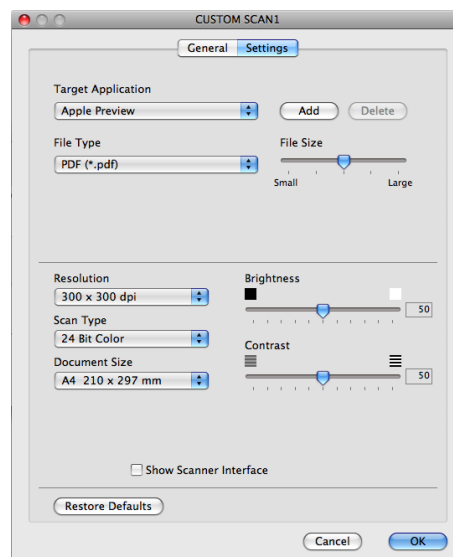 CUSTOM SCAN1
General Settings
Target Application
Apple Preview Add Delete
File Type File Size
PDF (*.pdf)
Small Large
Resolution Brightness
300 x 300 dpi 50
Scan Type
24 Bit Color
Contrast
Document Size
A4 210 x 297 mm 50
Show Scanner Interface
Restore Defaults
Cancel OK